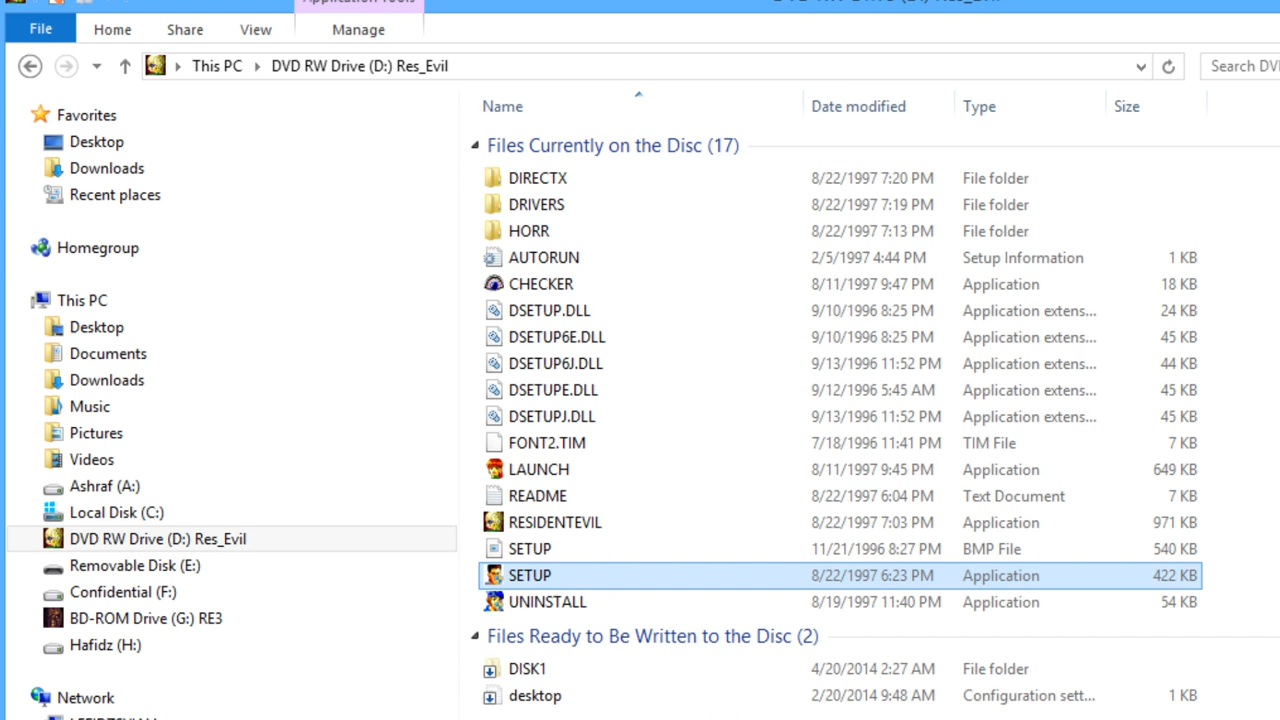 File Home Share View Manage
This PC DVD RW Drive (D:) Res_Evil
Search DV
Favorites
Desktop
Downloads
Recent places
Homegroup
This PC
Desktop
Documents
Downloads
Music
Pictures
Videos
Ashraf (A:)
Local Disk (C:)
DVD RW Drive (D:) Res_Evil
Removable Disk (E:)
Confidential (F:)
BD-ROM Drive (G:) RE3
Hafidz (H:)
Network
Name Date modified Type Size
Files Currently on the Disc (17)
DIRECTX 8/22/1997 7:20 PM File folder
DRIVERS 8/22/1997 7:19 PM File folder
HORR 8/22/1997 7:13 PM File folder
AUTORUN 2/5/1997 4:44 PM Setup Information 1 KB
CHECKER 8/11/1997 9:47 PM Application 18 KB
DSETUP.DLL 9/10/1996 8:25 PM Application extens... 24 KB
DSETUP6E.DLL 9/10/1996 8:25 PM Application extens... 45 KB
DSETUP6J.DLL 9/13/1996 11:52 PM Application extens... 44 KB
DSETUPE.DLL 9/12/1996 5:45 AM Application extens... 45 KB
DSETUPJ.DLL 9/13/1996 11:52 PM Application extens... 45 KB
FONT2.TIM 7/18/1996 11:41 PM TIM File 7 KB
LAUNCH 8/11/1997 9:45 PM Application 649 KB
README 8/22/1997 6:04 PM Text Document 7 KB
RESIDENTEVIL 8/22/1997 7:03 PM Application 971 KB
SETUP 11/21/1996 8:27 PM BMP File 540 KB
SETUP 8/22/1997 6:23 PM Application 422 KB
UNINSTALL 8/19/1997 11:40 PM Application 54 KB
Files Ready to Be Written to the Disc (2)
DISK1 4/20/2014 2:27 AM File folder
desktop 2/20/2014 9:48 AM Configuration sett... 1 KB